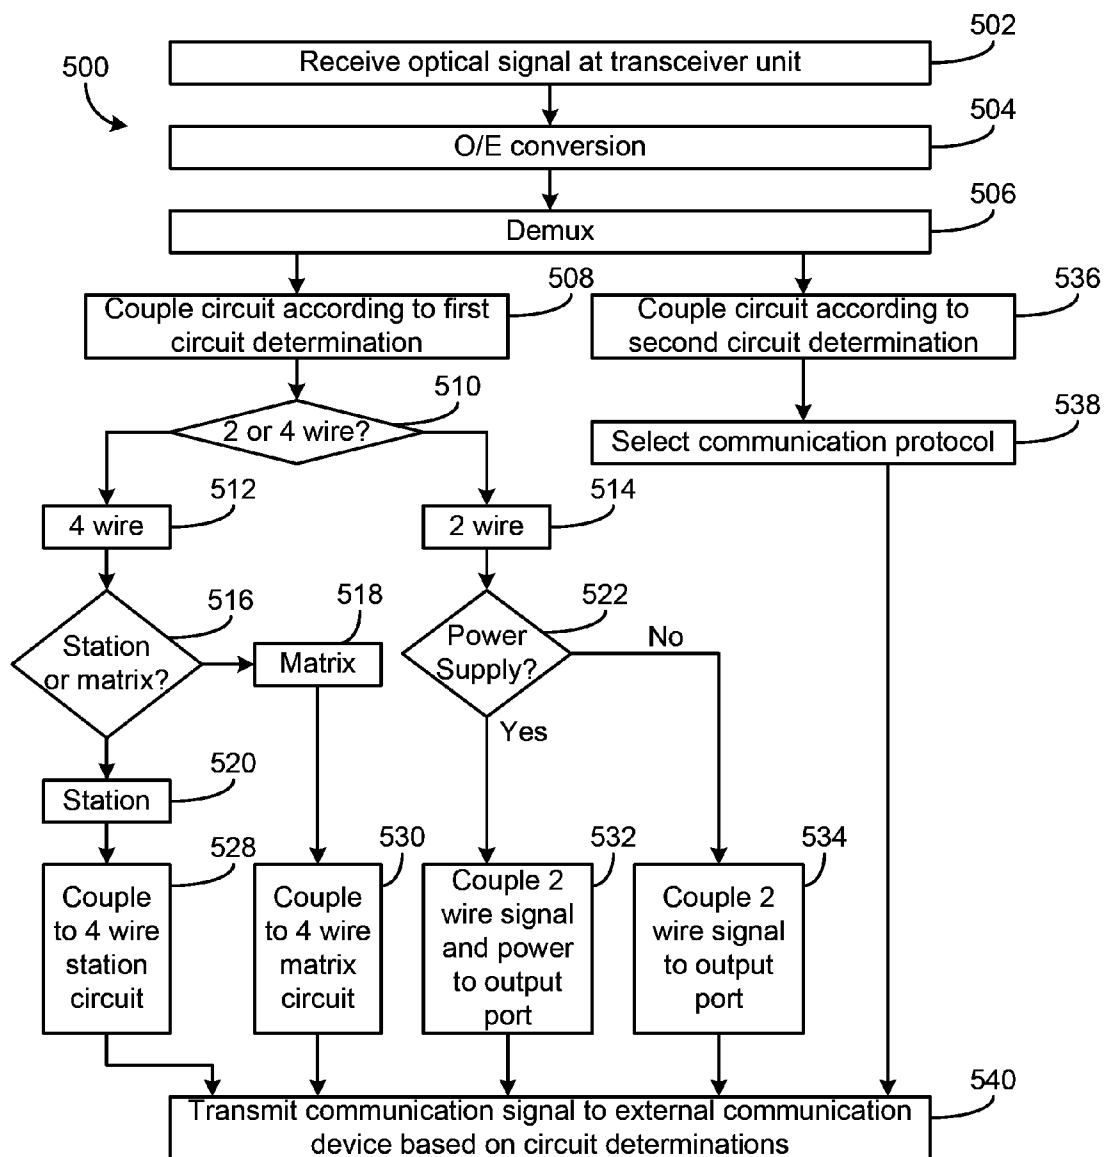 502
Receive optical signal at transceiver unit
500
504
O/E conversion
506
Demux
508
Couple circuit according to first
circuit determination
536
Couple circuit according to
second circuit determination
510
2 or 4 wire?
538
Select communication protocol
512
4 wire
514
2 wire
516
Station
or matrix?
518
Matrix
522
Power
Supply?
No
Yes
520
Station
528
Couple
to 4 wire
station
circuit
530
Couple
to 4 wire
matrix
circuit
532
Couple 2
wire signal
and power
to output
port
534
Couple 2
wire signal
to output
port
540
Transmit communication signal to external communication
device based on circuit determinations